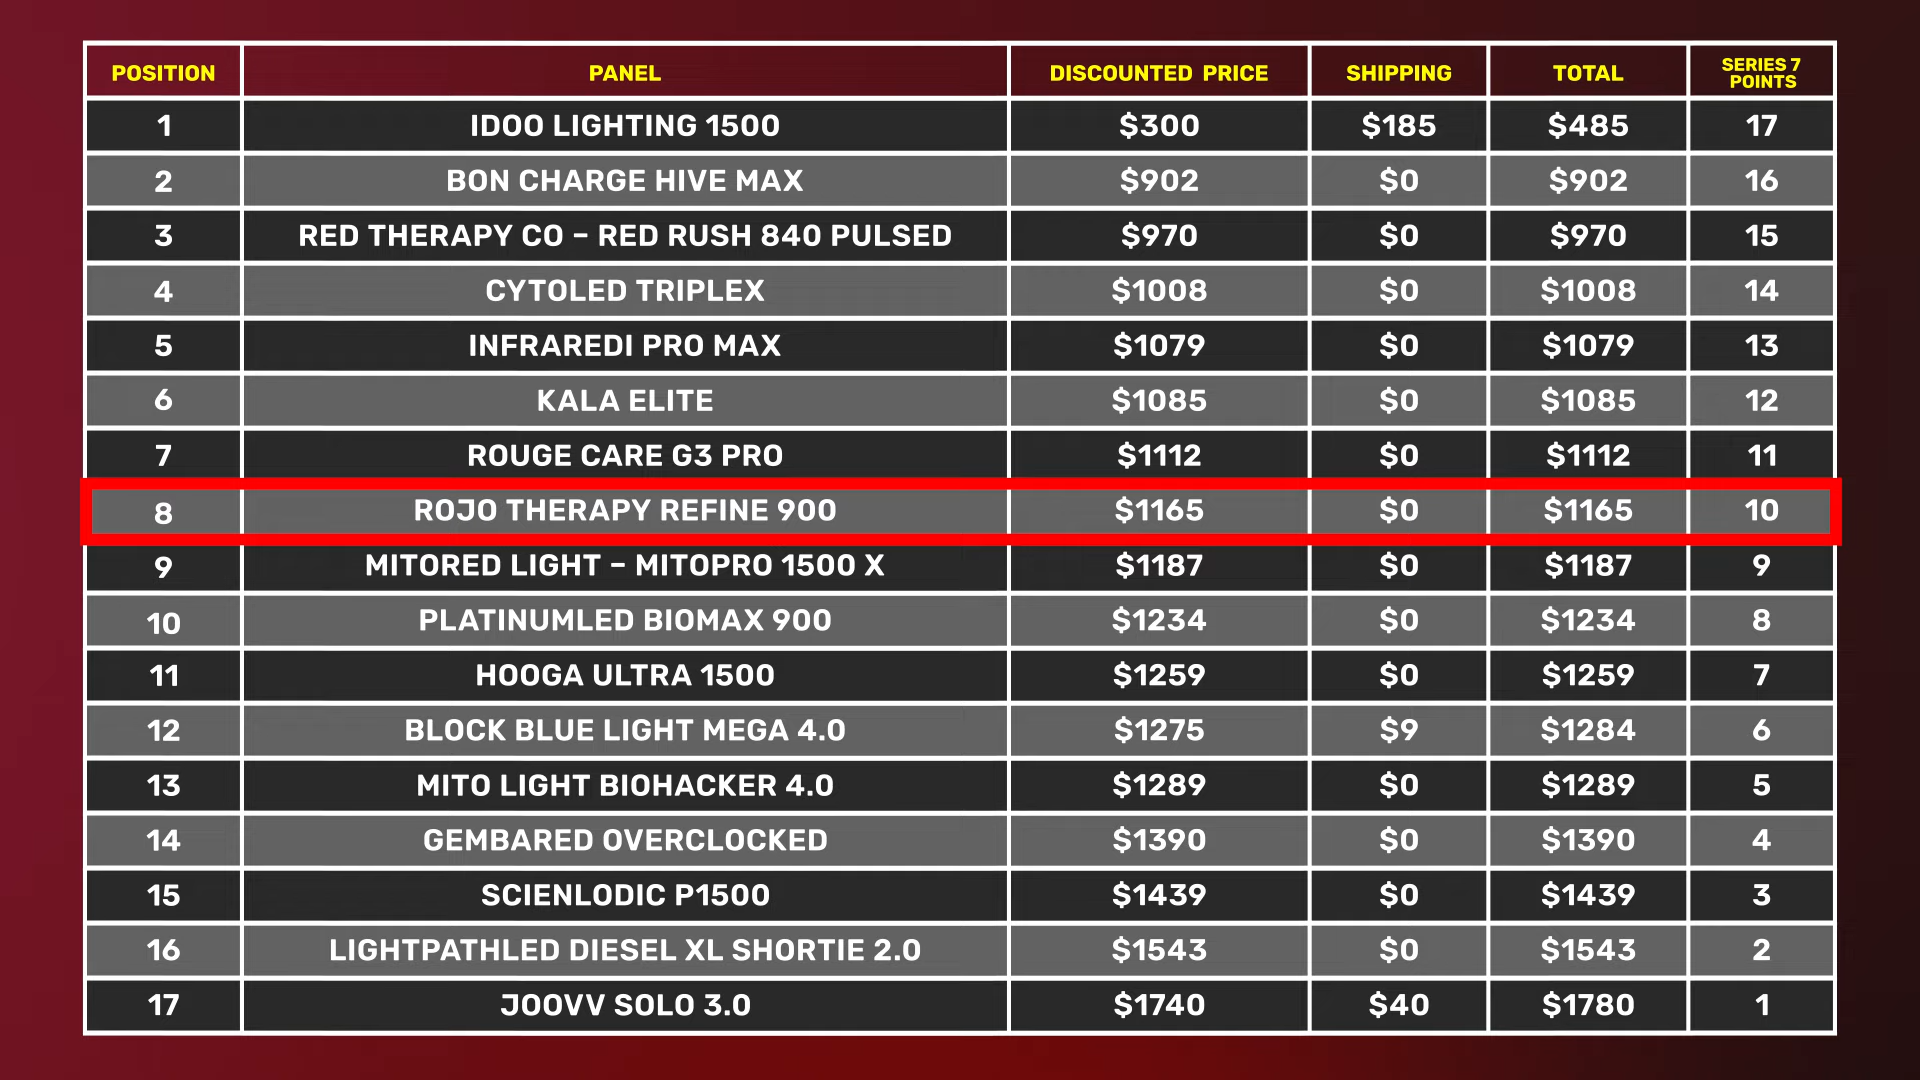 POSITION PANEL DISCOUNTED PRICE SHIPPING TOTAL SERIES 7 POINTS
1 IDOO LIGHTING 1500 $300 $185 $485 17
2 BON CHARGE HIVE MAX $902 $0 $902 16
3 RED THERAPY CO – RED RUSH 840 PULSED $970 $0 $970 15
4 CYTOLED TRIPLEX $1008 $0 $1008 14
5 INFRAREDI PRO MAX $1079 $0 $1079 13
6 KALA ELITE $1085 $0 $1085 12
7 ROUGE CARE G3 PRO $1112 $0 $1112 11
8 ROJO THERAPY REFINE 900 $1165 $0 $1165 10
9 MITORED LIGHT – MITOPRO 1500 X $1187 $0 $1187 9
10 PLATINUMLED BIOMAX 900 $1234 $0 $1234 8
11 HOOGA ULTRA 1500 $1259 $0 $1259 7
12 BLOCK BLUE LIGHT MEGA 4.0 $1275 $9 $1284 6
13 MITO LIGHT BIOHACKER 4.0 $1289 $0 $1289 5
14 GEMBARED OVERCLOCKED $1390 $0 $1390 4
15 SCIENLODIC P1500 $1439 $0 $1439 3
16 LIGHTPATHLED DIESEL XL SHORTIE 2.0 $1543 $0 $1543 2
17 JOOVV SOLO 3.0 $1740 $40 $1780 1